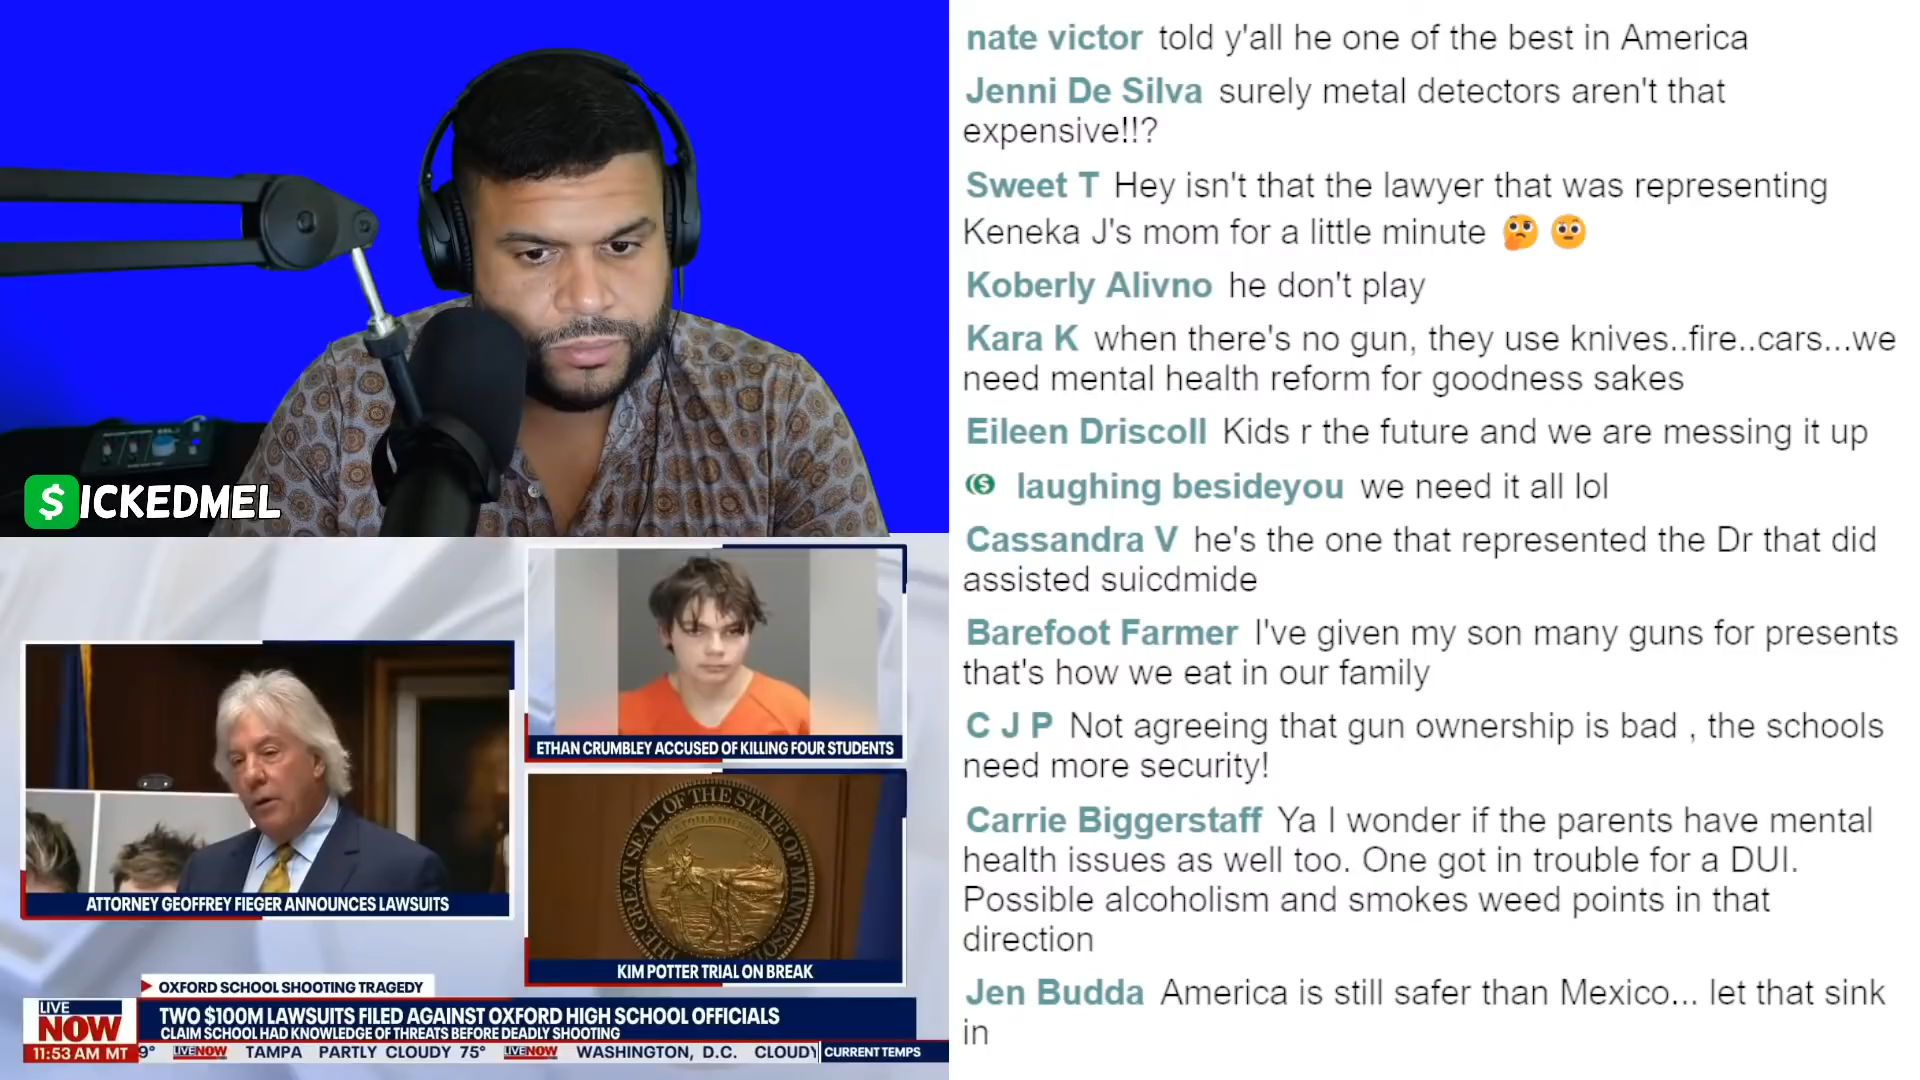 $ICKEDMEL
ETHAN CRUMBLEY ACCUSED OF KILLING FOUR STUDENTS
ATTORNEY GEOFFREY FIEGER ANNOUNCES LAWSUITS
THE GREAT SEAL OF THE STATE OF MINNESO
KIM POTTER TRIAL ON BREAK
OXFORD SCHOOL SHOOTING TRAGEDY
LIVE
NOW
TWO $100M LAWSUITS FILED AGAINST OXFORD HIGH SCHOOL OFFICIALS
CLAIM SCHOOL HAD KNOWLEDGE OF THREATS BEFORE DEADLY SHOOTING
11:53 AM MT 9° LIVENOW TAMPA PARTLY CLOUDY 75° LIVENOW WASHINGTON, D.C. CLOUDY CURRENT TEMPS
nate victor told y'all he one of the best in America
Jenni De Silva surely metal detectors aren't that
expensive!!?
Sweet T Hey isn't that the lawyer that was representing
Keneka J's mom for a little minute 🤔 🤨
Koberly Alivno he don't play
Kara K when there's no gun, they use knives..fire..cars...we
need mental health reform for goodness sakes
Eileen Driscoll Kids r the future and we are messing it up
laughing besideyou we need it all lol
Cassandra V he's the one that represented the Dr that did
assisted suicdmide
Barefoot Farmer I've given my son many guns for presents
that's how we eat in our family
C J P Not agreeing that gun ownership is bad , the schools
need more security!
Carrie Biggerstaff Ya I wonder if the parents have mental
health issues as well too. One got in trouble for a DUI.
Possible alcoholism and smokes weed points in that
direction
Jen Budda America is still safer than Mexico... let that sink
in